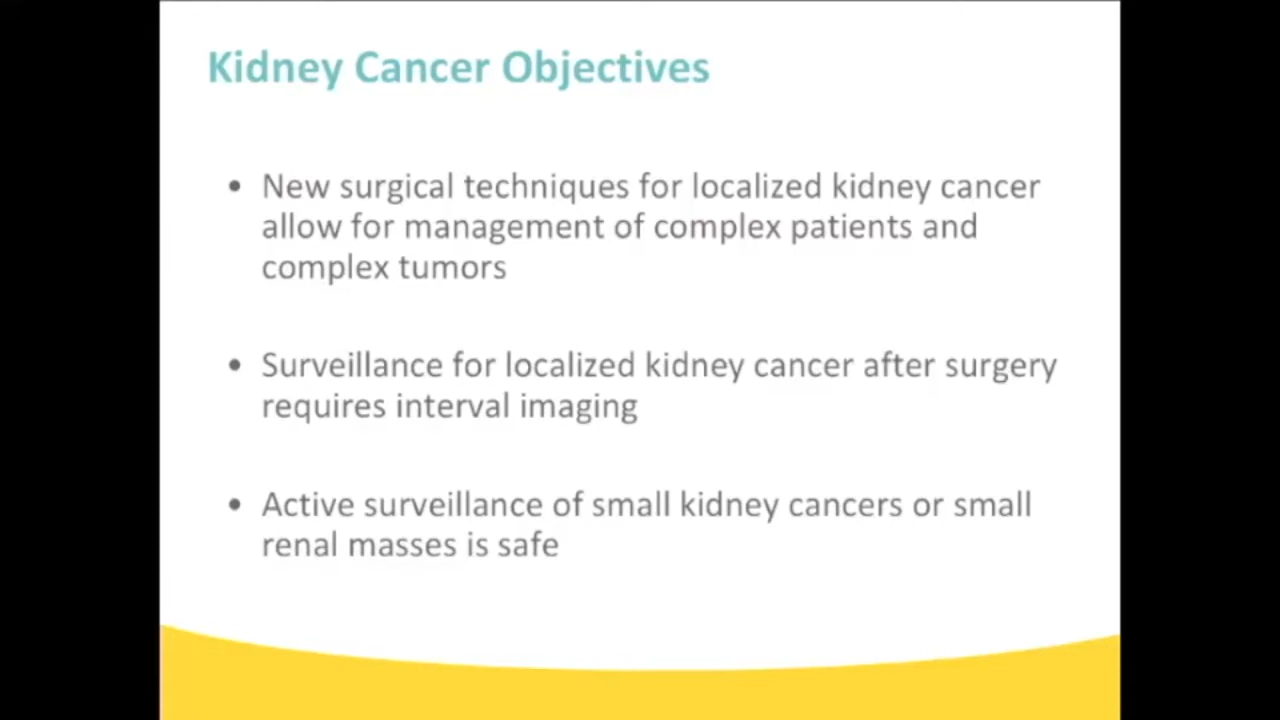 Kidney Cancer Objectives
• New surgical techniques for localized kidney cancer
allow for management of complex patients and
complex tumors
• Surveillance for localized kidney cancer after surgery
requires interval imaging
• Active surveillance of small kidney cancers or small
renal masses is safe